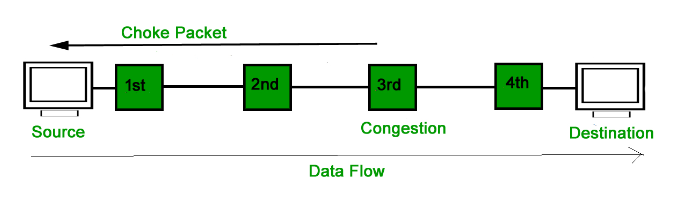 Choke Packet
1st
2nd
3rd
4th
Source
Congestion
Destination
Data Flow